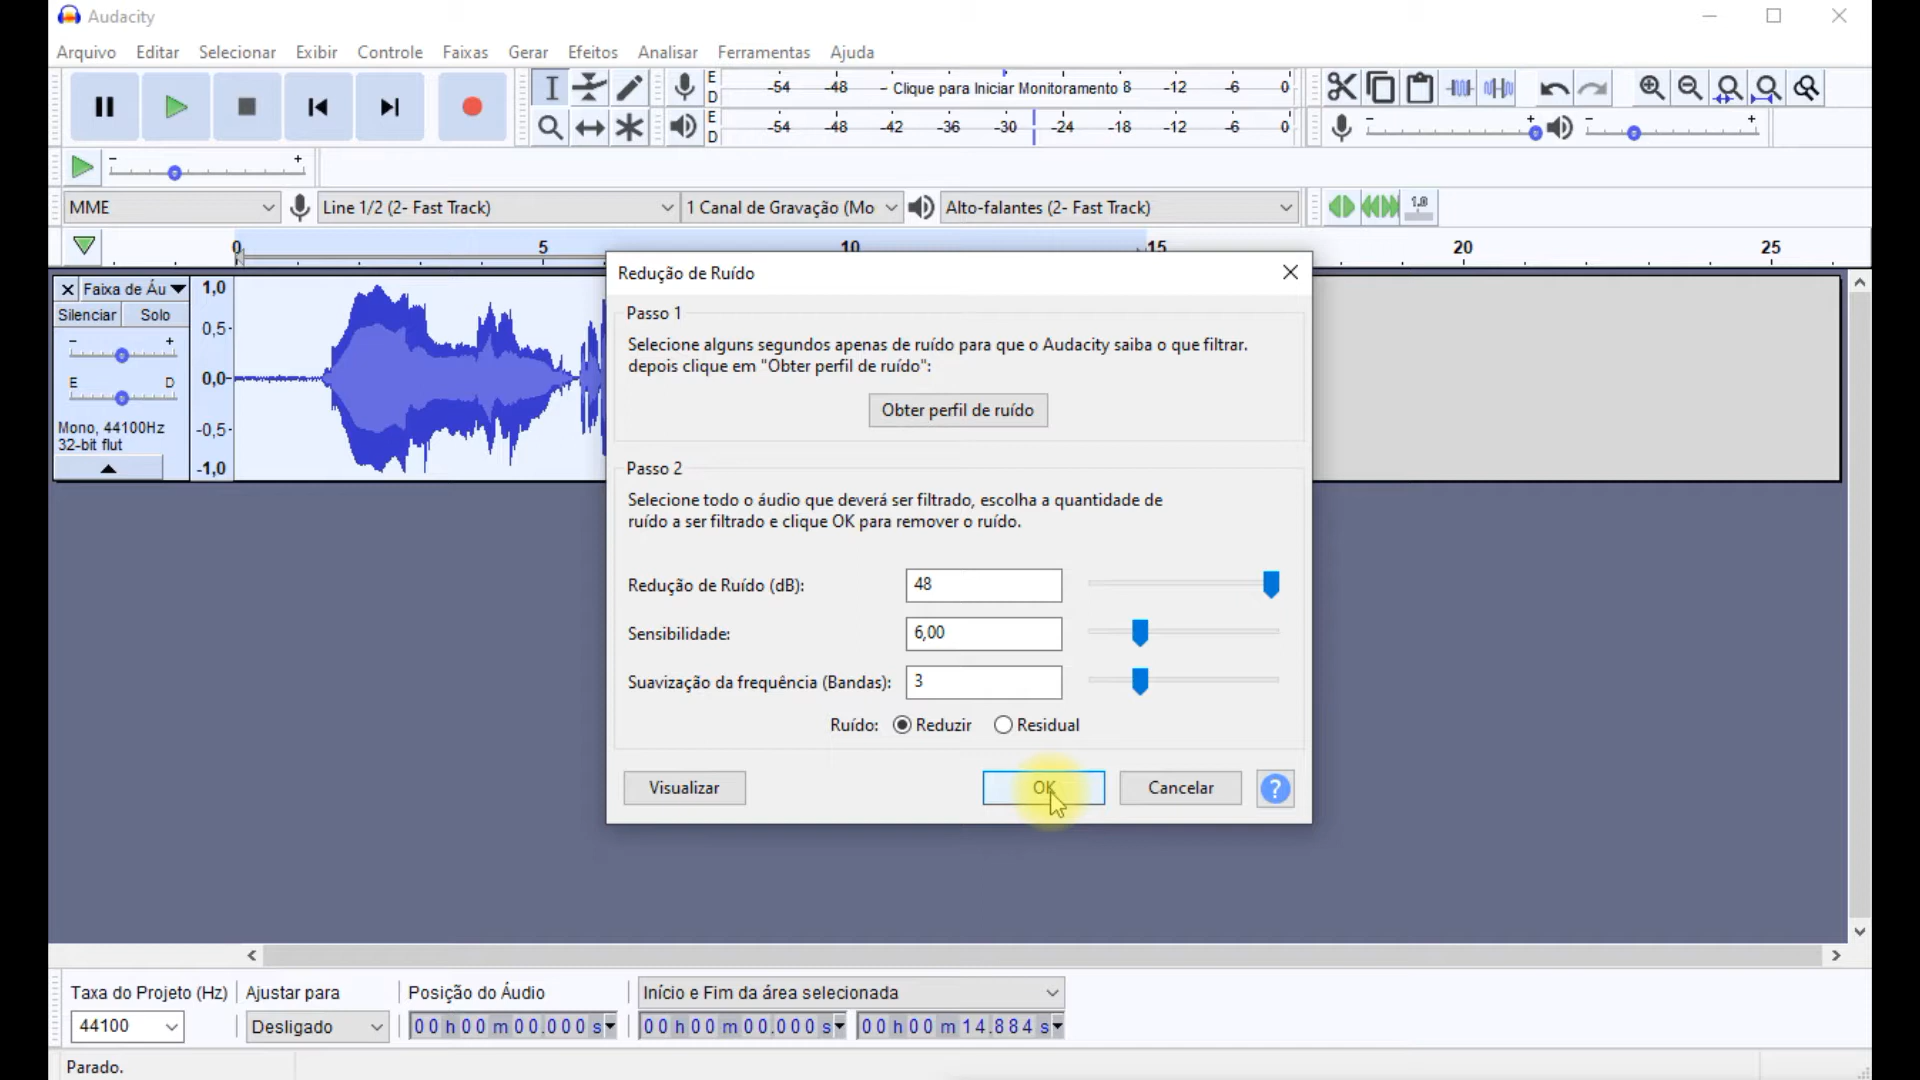 Audacity
Arquivo Editar Selecionar Exibir Controle Faixas Gerar Efeitos Analisar Ferramentas Ajuda
E D -54 -48 - Clique para Iniciar Monitoramento 8 -12 -6 0
E D -54 -48 -42 -36 -30 -24 -18 -12 -6 0
- + - +
- +
MME Line 1/2 (2- Fast Track) 1 Canal de Gravação (Mo Alto-falantes (2- Fast Track) 1.0
0 5 10 15 20 25
Faixa de Áu
Silenciar Solo
- +
E D
Mono, 44100Hz
32-bit flut
1,0
0,5
0,0
-0,5
-1,0
Redução de Ruído
Passo 1
Selecione alguns segundos apenas de ruído para que o Audacity saiba o que filtrar.
depois clique em "Obter perfil de ruído":
Obter perfil de ruído
Passo 2
Selecione todo o áudio que deverá ser filtrado, escolha a quantidade de
ruído a ser filtrado e clique OK para remover o ruído.
Redução de Ruído (dB): 48
Sensibilidade: 6,00
Suavização da frequência (Bandas): 3
Ruído: Reduzir Residual
Visualizar OK Cancelar ?
Taxa do Projeto (Hz) Ajustar para Posição do Áudio Início e Fim da área selecionada
44100 Desligado 00 h 00 m 00.000 s 00 h 00 m 00.000 s 00 h 00 m 14.884 s
Parado.